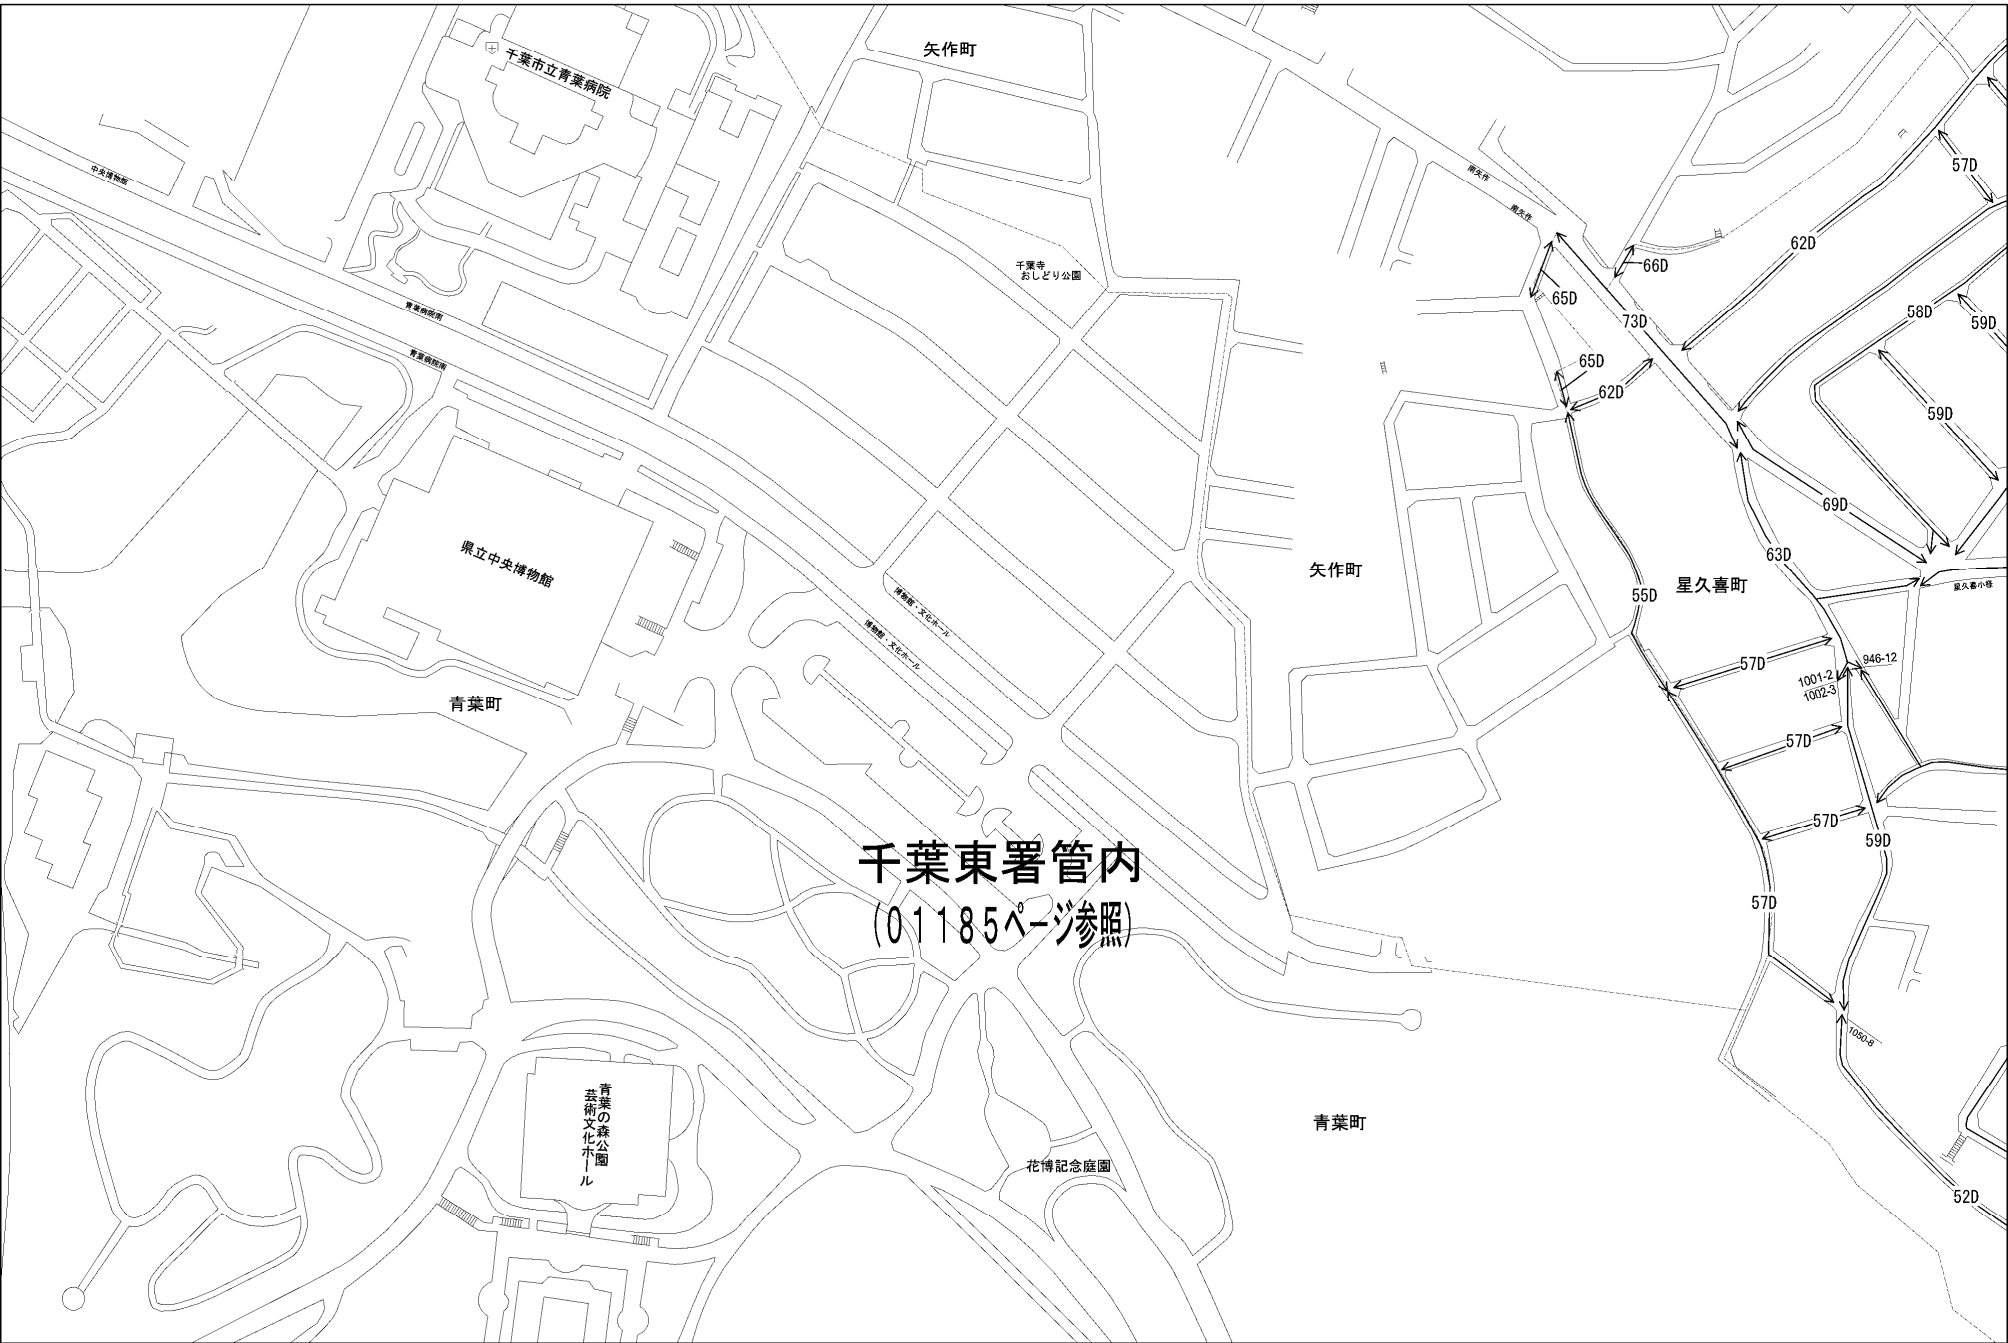 千葉市立青葉病院
矢作町
中央博物館
57D
南矢作
南矢作
62D
66D
千葉寺
おしどり公園
65D
青葉病院南
58D
73D
59D
青葉病院南
65D
62D
59D
69D
県立中央博物館
63D
矢作町
星久喜町
星久喜小裡
博物館・文化ホール
55D
博物館・文化ホール
57D
946-12
1001-2
1002-3
青葉町
57D
57D
59D
千葉東署管内
(01185ページ参照)
57D
1050-8
青葉の森公園
芸術文化ホール
青葉町
花博記念庭園
52D